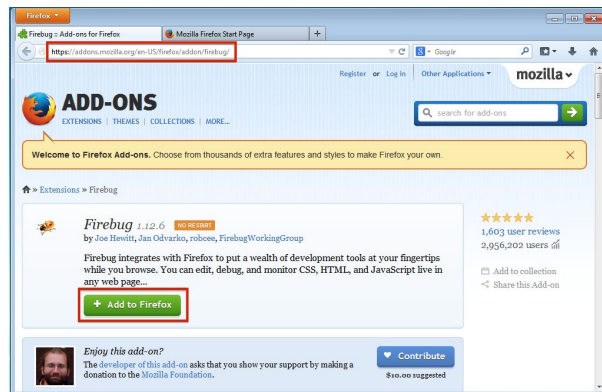 Firefox
Firebug :: Add-ons for Firefox
Mozilla Firefox Start Page
+
https://addons.mozilla.org/en-US/firefox/addon/firebug/
Google
Register or Log in
Other Applications
mozilla
ADD-ONS
EXTENSIONS | THEMES | COLLECTIONS | MORE...
search for add-ons
Welcome to Firefox Add-ons. Choose from thousands of extra features and styles to make Firefox your own.
» Extensions » Firebug
Firebug 1.12.6 NO RESTART
by Joe Hewitt, Jan Odvarko, robcee, FirebugWorkingGroup
Firebug integrates with Firefox to put a wealth of development tools at your fingertips
while you browse. You can edit, debug, and monitor CSS, HTML, and JavaScript live in
any web page...
+ Add to Firefox
1,603 user reviews
2,956,202 users
Add to collection
Share this Add-on
Enjoy this add-on?
The developer of this add-on asks that you show your support by making a
donation to the Mozilla Foundation.
Contribute
$10.00 suggested